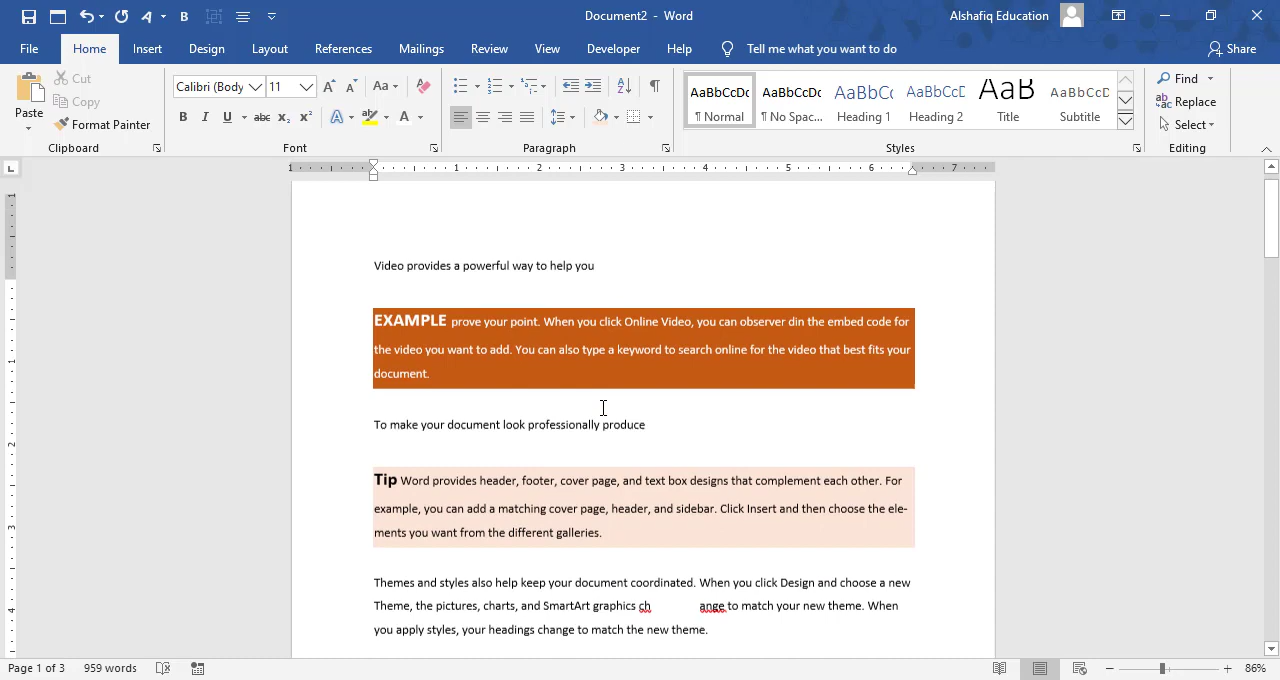 Document2 - Word
Alshafiq Education
File Home Insert Design Layout References Mailings Review View Developer Help Tell me what you want to do Share
Paste
Cut
Copy
Format Painter
Clipboard
Calibri (Body 11
Font
Paragraph
AaBbCcDc AaBbCcDc AaBbCc AaBbCcD AaB AaBbCcD
¶ Normal ¶ No Spac... Heading 1 Heading 2 Title Subtitle
Styles
Find
Replace
Select
Editing
1 1 2 3 4 5 6 7
Video provides a powerful way to help you
EXAMPLE prove your point. When you click Online Video, you can observer din the embed code for
the video you want to add. You can also type a keyword to search online for the video that best fits your
document.
To make your document look professionally produce
Tip Word provides header, footer, cover page, and text box designs that complement each other. For
example, you can add a matching cover page, header, and sidebar. Click Insert and then choose the ele-
ments you want from the different galleries.
Themes and styles also help keep your document coordinated. When you click Design and choose a new
Theme, the pictures, charts, and SmartArt graphics ch ange to match your new theme. When
you apply styles, your headings change to match the new theme.
Page 1 of 3 959 words 86%